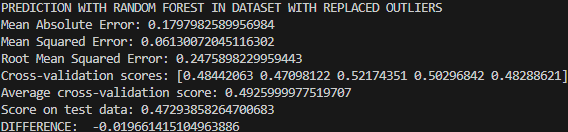 PREDICTION WITH RANDOM FOREST IN DATASET WITH REPLACED OUTLIERS
Mean Absolute Error: 0.1797982589956984
Mean Squared Error: 0.06130072045116302
Root Mean Squared Error: 0.2475898229959443
Cross-validation scores: [0.48442063 0.47098122 0.52174351 0.50296842 0.48288621]
Average cross-validation score: 0.4925999977519707
Score on test data: 0.47293858264700683
DIFFERENCE:  -0.019661415104963886